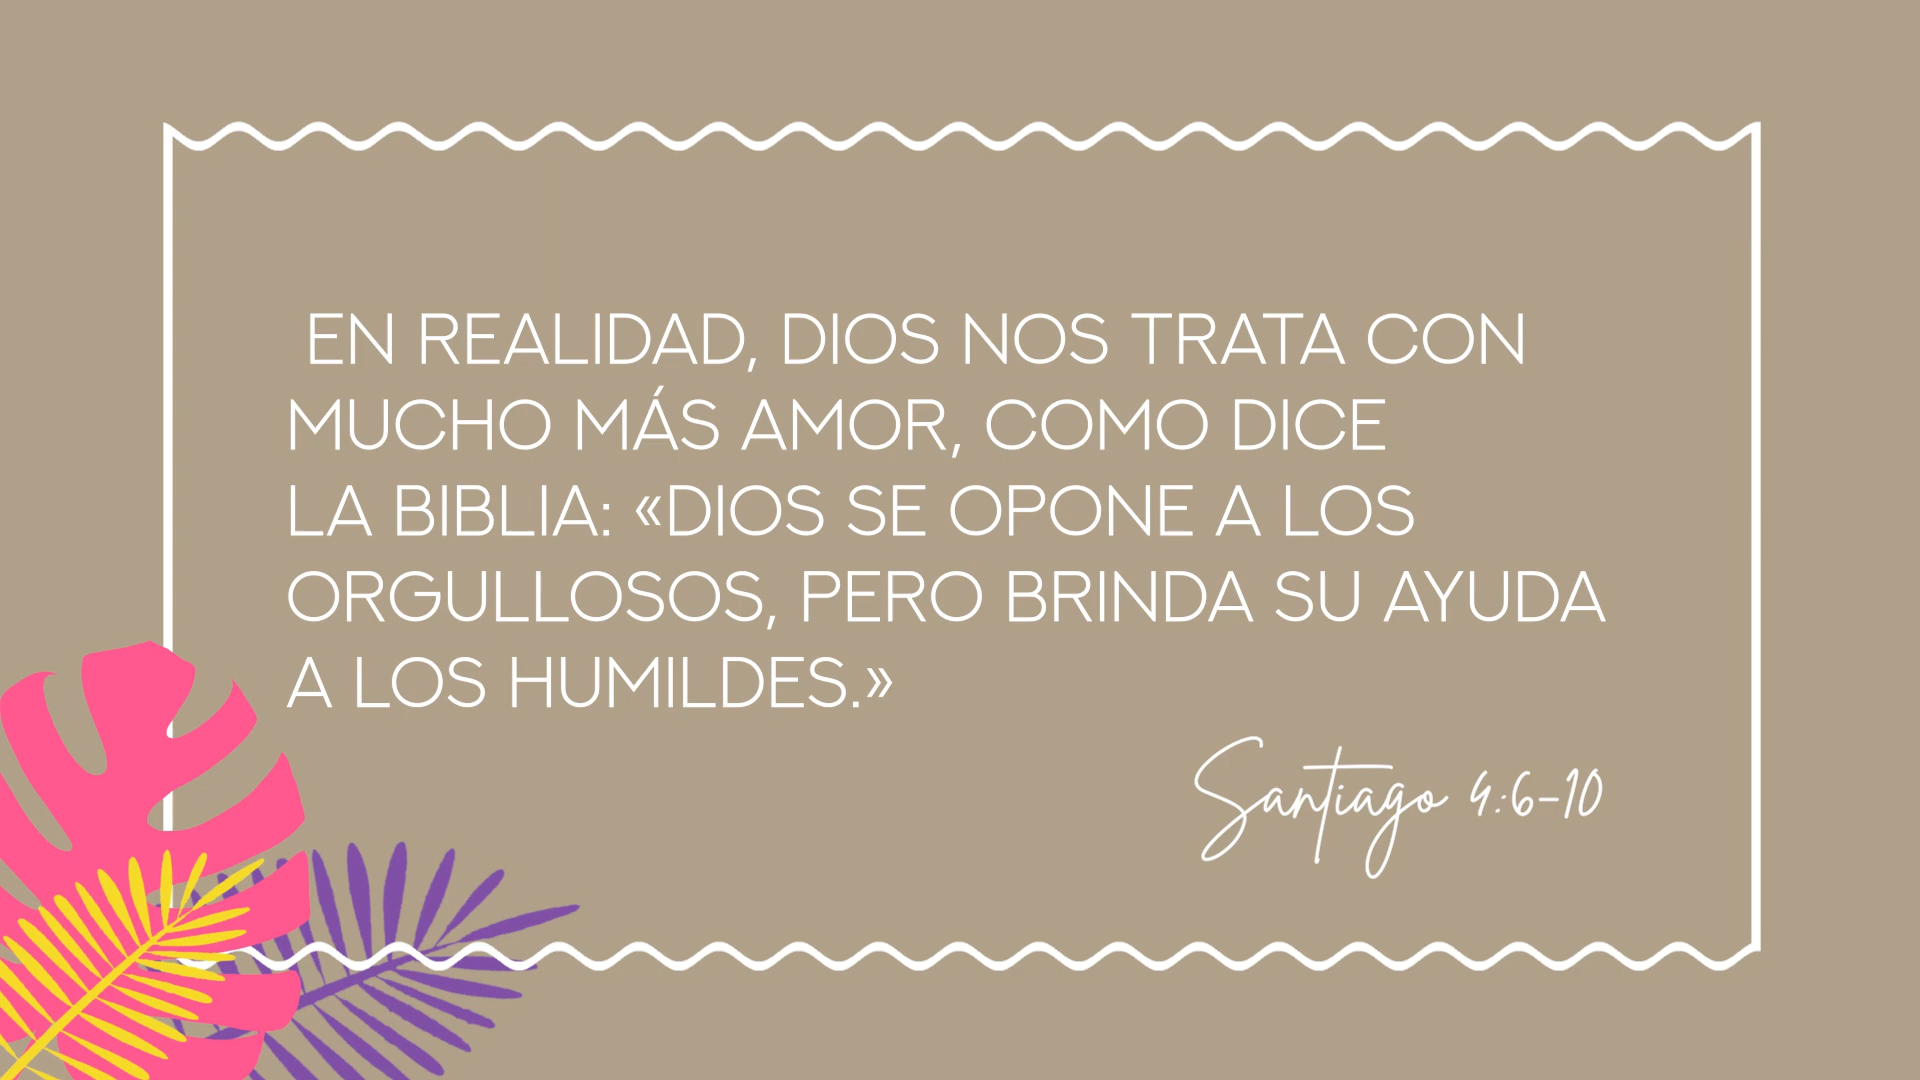 EN REALIDAD, DIOS NOS TRATA CON
MUCHO MÁS AMOR, COMO DICE
LA BIBLIA: «DIOS SE OPONE A LOS
ORGULLOSOS, PERO BRINDA SU AYUDA
A LOS HUMILDES.»
Santiago 4:6-10